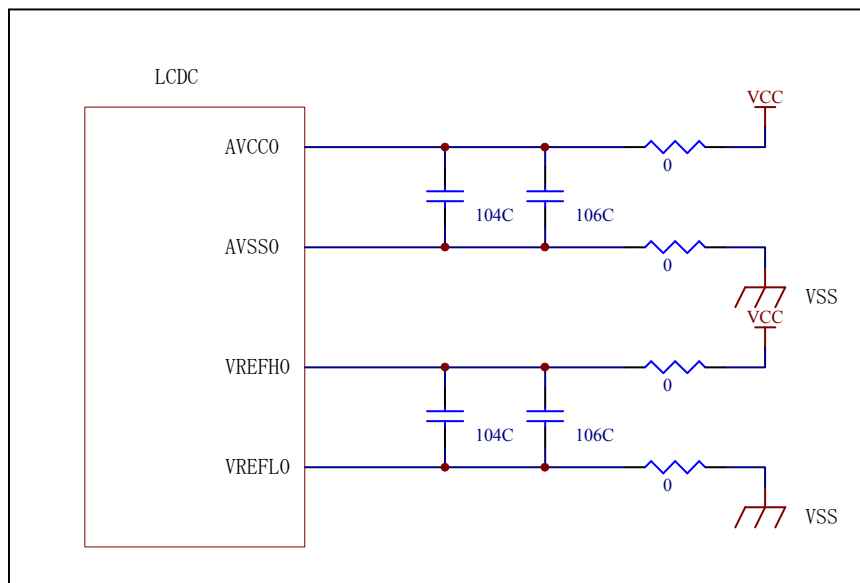 LCDC
VCC
AVCC0
0
104C
106C
AVSS0
0
VSS
VCC
VREFH0
0
104C
106C
VREFL0
0
VSS